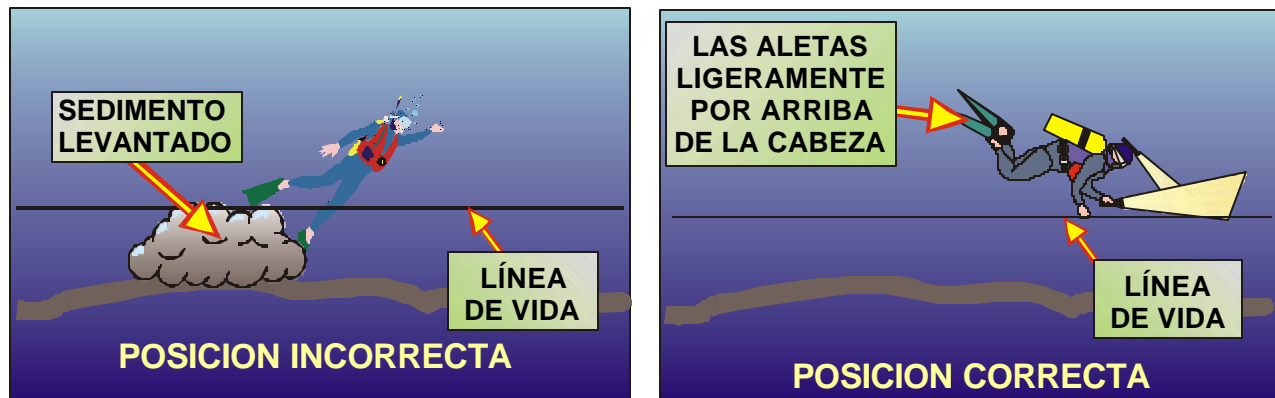 SEDIMENTO
LEVANTADO
LÍNEA
DE VIDA
POSICION INCORRECTA
LAS ALETAS
LIGERAMENTE
POR ARRIBA
DE LA CABEZA
LÍNEA
DE VIDA
POSICION CORRECTA